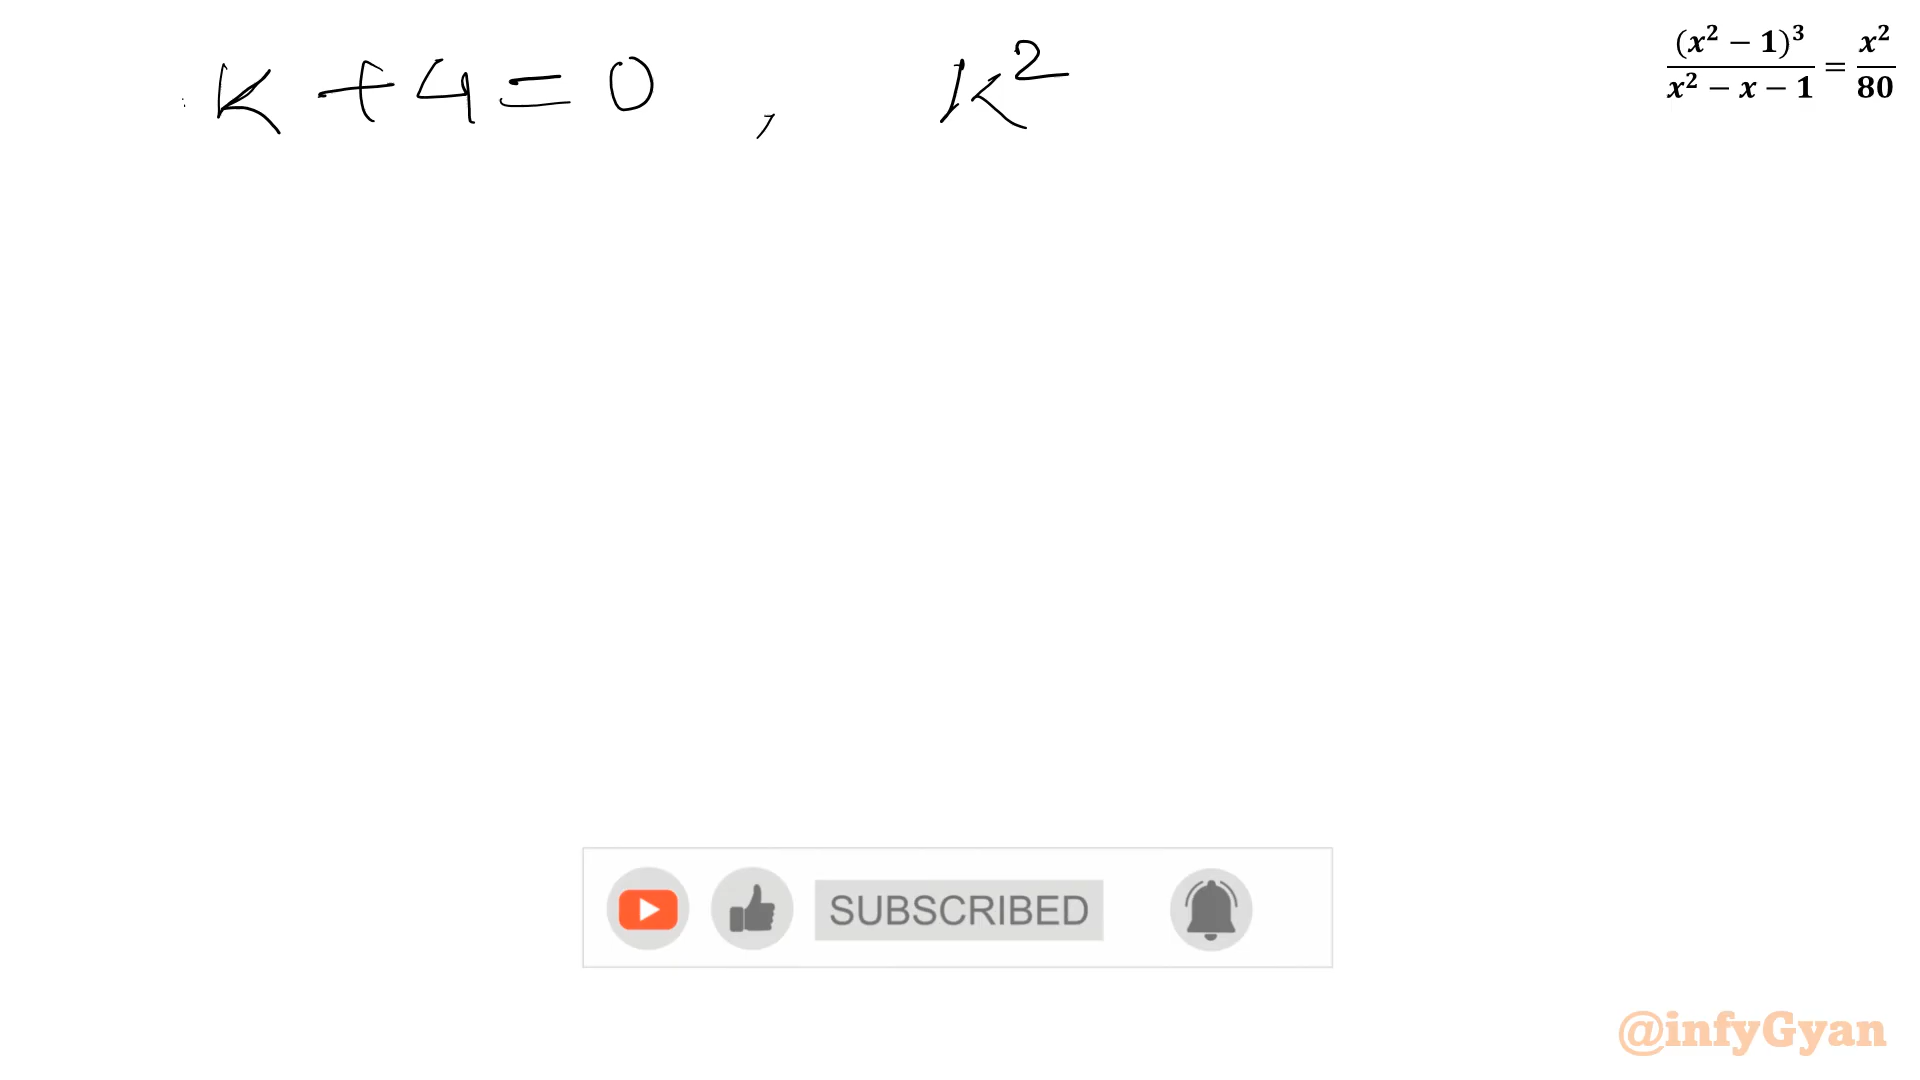 K + 4 = 0 , K²
(x² − 1)³ / x² − x − 1 = x² / 80
SUBSCRIBED
@infyGyan